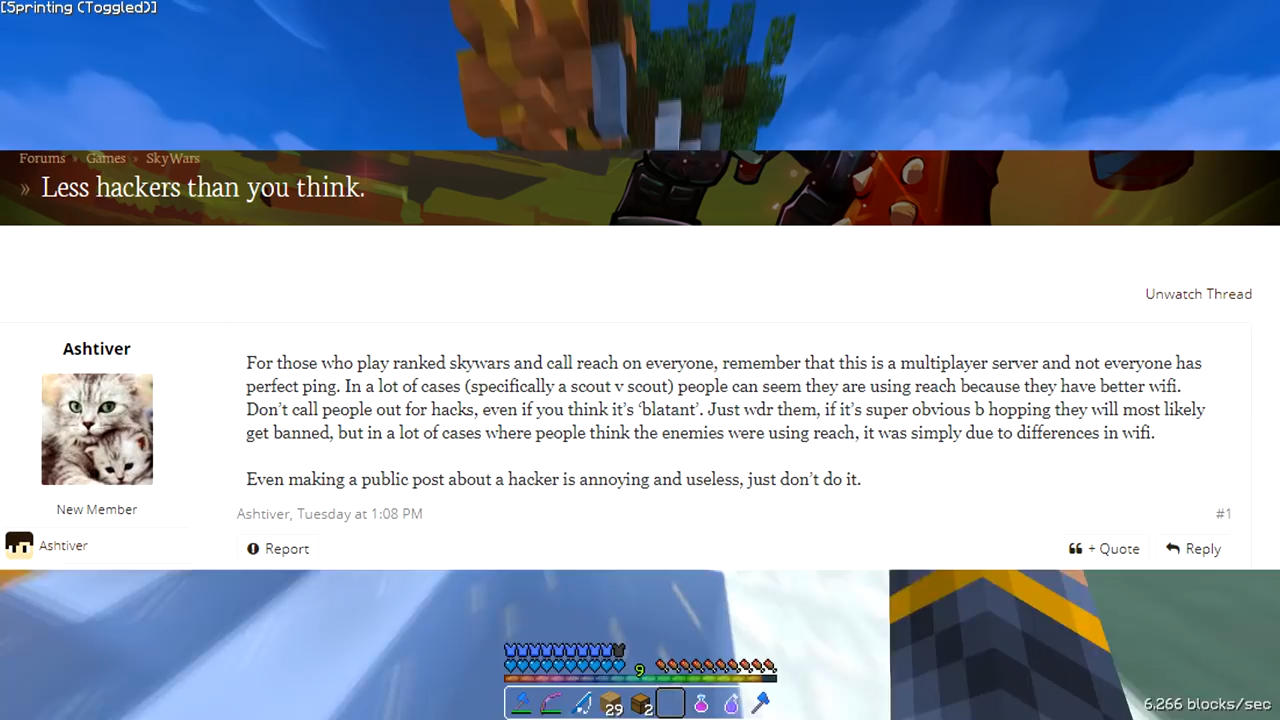 [Sprinting (Toggled)]
Forums » Games » SkyWars
» Less hackers than you think.
Unwatch Thread
Ashtiver
For those who play ranked skywars and call reach on everyone, remember that this is a multiplayer server and not everyone has
perfect ping. In a lot of cases (specifically a scout v scout) people can seem they are using reach because they have better wifi.
Don't call people out for hacks, even if you think it's ‘blatant’. Just wdr them, if it's super obvious b hopping they will most likely
get banned, but in a lot of cases where people think the enemies were using reach, it was simply due to differences in wifi.
Even making a public post about a hacker is annoying and useless, just don't do it.
New Member
Ashtiver, Tuesday at 1:08 PM
#1
Ashtiver
Report
+ Quote
Reply
9
29
2
6.266 blocks/sec